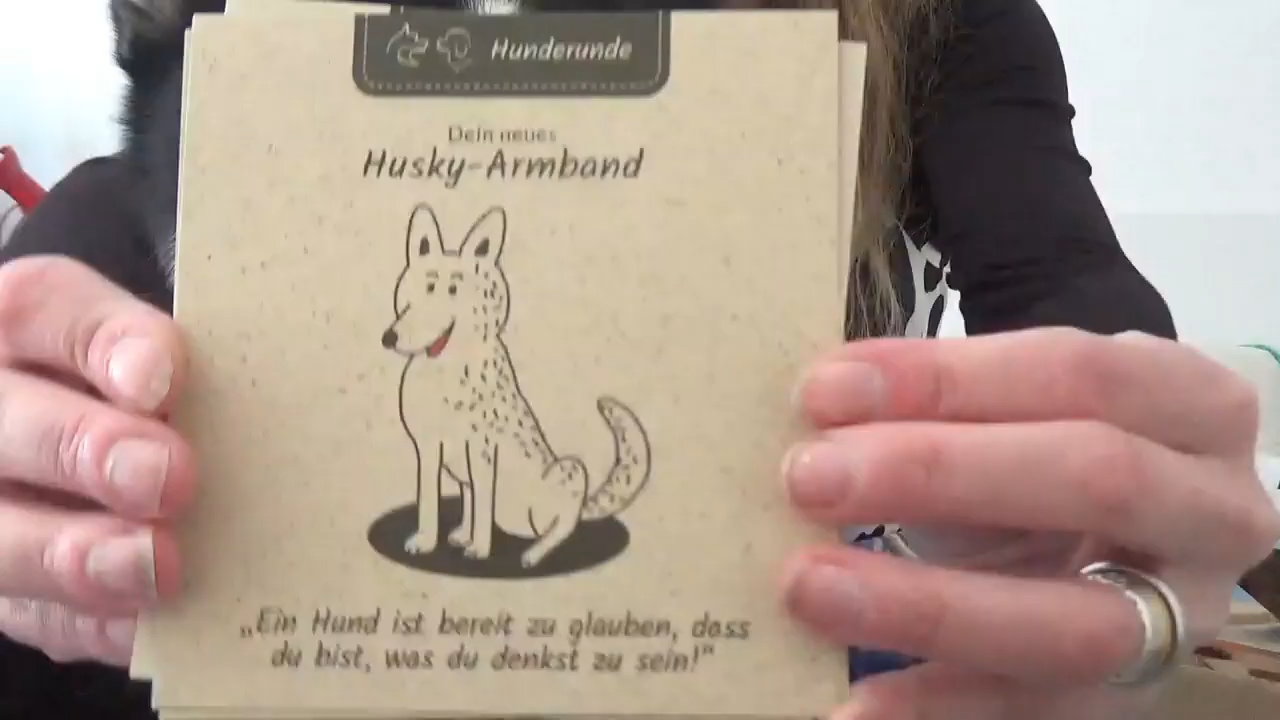 Hunderunde
Dein neues
Husky-Armband
„Ein Hund ist bereit zu glauben, dass
du bist, was du denkst zu sein!“